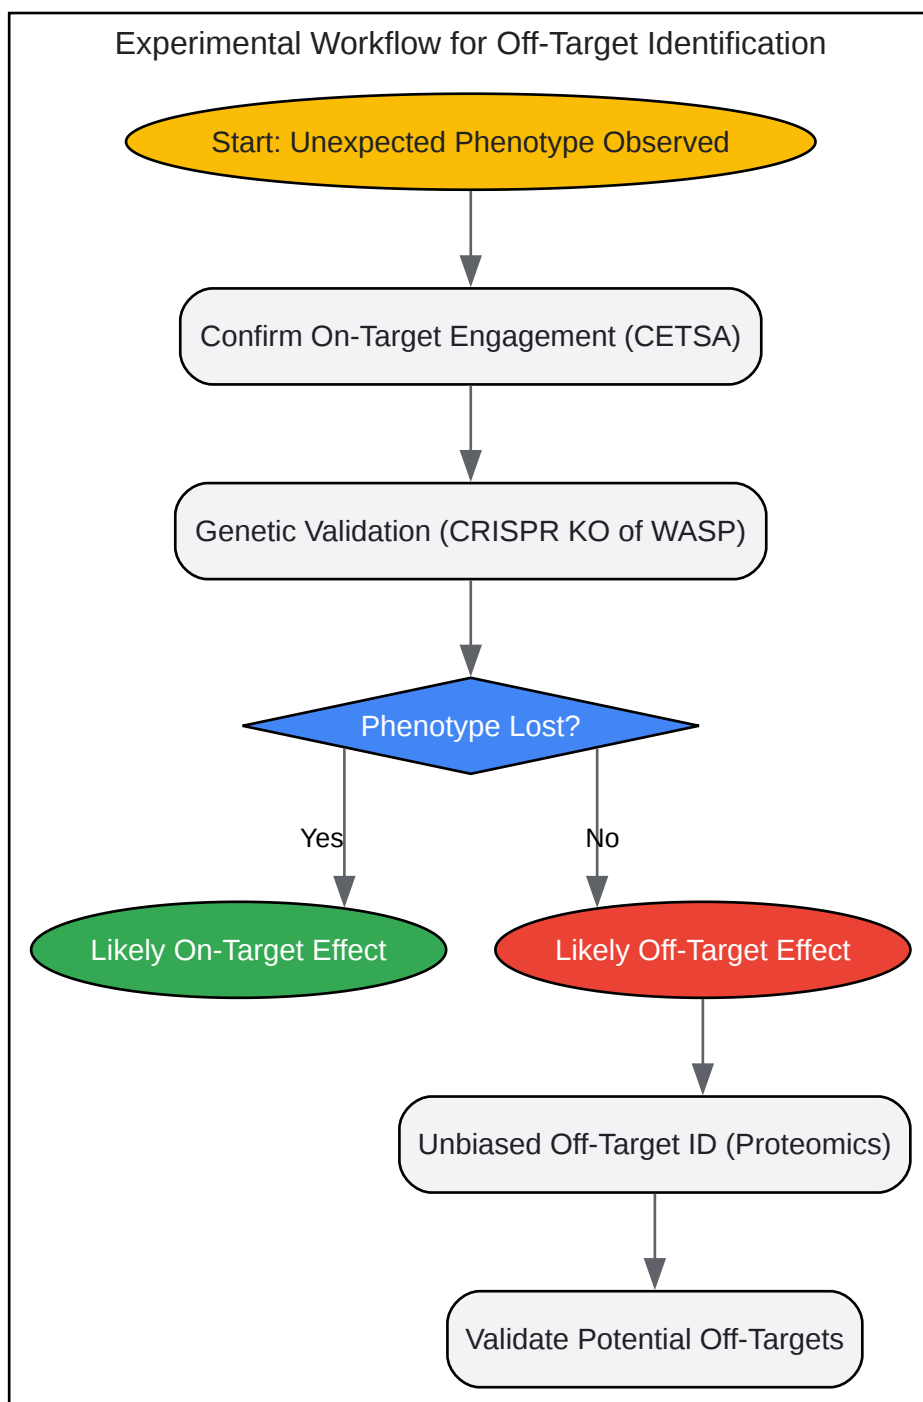 Experimental Workflow for Off-Target Identification
Start: Unexpected Phenotype Observed
Confirm On-Target Engagement (CETSA)
Genetic Validation (CRISPR KO of WASP)
Phenotype Lost?
Yes
No
Likely On-Target Effect
Likely Off-Target Effect
Unbiased Off-Target ID (Proteomics)
Validate Potential Off-Targets